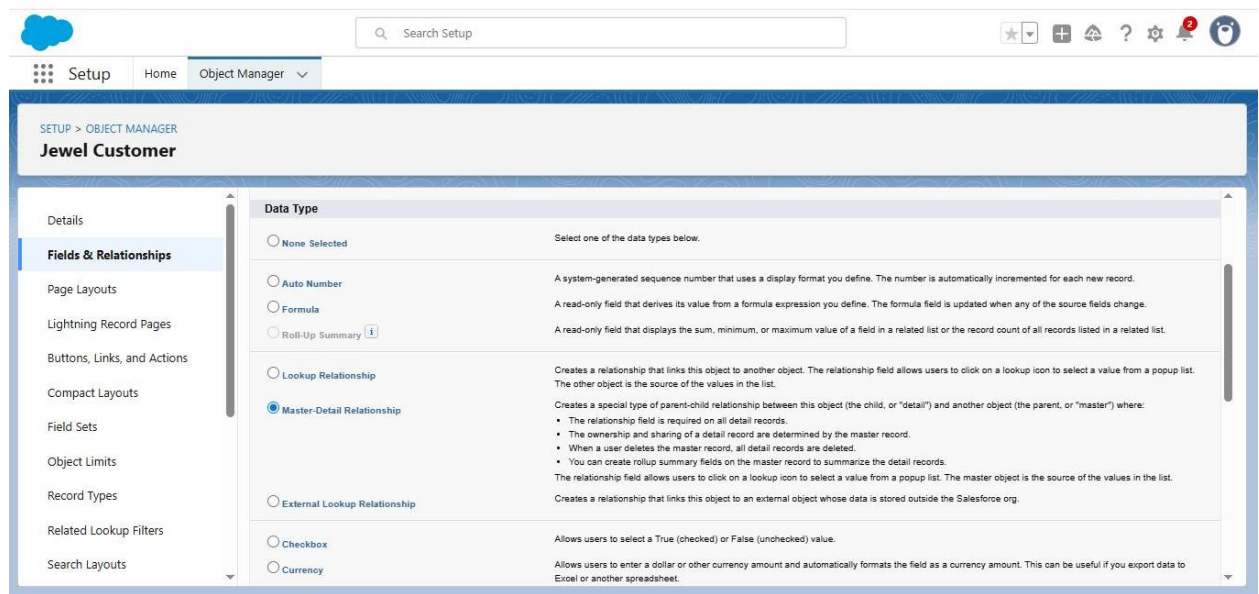 Search Setup
2
Setup
Home
Object Manager
SETUP > OBJECT MANAGER
Jewel Customer
Details
Fields & Relationships
Page Layouts
Lightning Record Pages
Buttons, Links, and Actions
Compact Layouts
Field Sets
Object Limits
Record Types
Related Lookup Filters
Search Layouts
Data Type
None Selected
Select one of the data types below.
Auto Number
A system-generated sequence number that uses a display format you define. The number is automatically incremented for each new record.
Formula
A read-only field that derives its value from a formula expression you define. The formula field is updated when any of the source fields change.
Roll-Up Summary i
A read-only field that displays the sum, minimum, or maximum value of a field in a related list or the record count of all records listed in a related list.
Lookup Relationship
Creates a relationship that links this object to another object. The relationship field allows users to click on a lookup icon to select a value from a popup list.
The other object is the source of the values in the list.
Master-Detail Relationship
Creates a special type of parent-child relationship between this object (the child, or "detail") and another object (the parent, or "master") where:
• The relationship field is required on all detail records.
• The ownership and sharing of a detail record are determined by the master record.
• When a user deletes the master record, all detail records are deleted.
• You can create rollup summary fields on the master record to summarize the detail records.
The relationship field allows users to click on a lookup icon to select a value from a popup list. The master object is the source of the values in the list.
External Lookup Relationship
Creates a relationship that links this object to an external object whose data is stored outside the Salesforce org.
Checkbox
Allows users to select a True (checked) or False (unchecked) value.
Currency
Allows users to enter a dollar or other currency amount and automatically formats the field as a currency amount. This can be useful if you export data to
Excel or another spreadsheet.